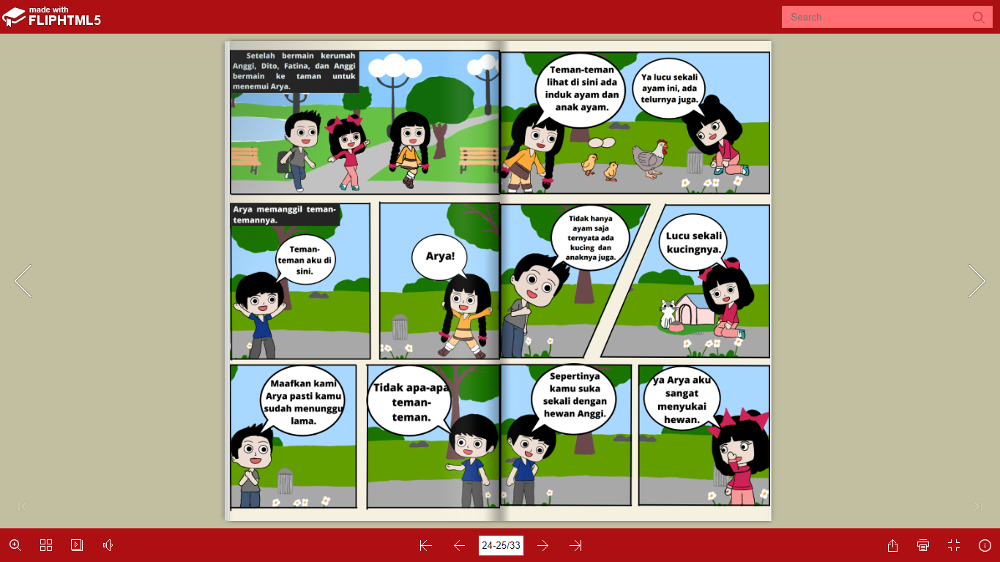 made with
FLIPHTML5
Search
Setelah bermain kerumah
Anggi, Dito, Fatina, dan Anggi
bermain ke taman untuk
menemui Arya.
Arya memanggil teman-
temannya.
Teman-
teman aku di
sini.
Arya!
Maafkan kami
Arya pasti kamu
sudah menunggu
lama.
Tidak apa-apa
teman-
teman.
Teman-teman
lihat di sini ada
induk ayam dan
anak ayam.
Ya lucu sekali
ayam ini, ada
telurnya juga.
Tidak hanya
ayam saja
ternyata ada
kucing dan
anaknya juga.
Lucu sekali
kucingnya.
Sepertinya
kamu suka
sekali dengan
hewan Anggi.
ya Arya aku
sangat
menyukai
hewan.
24-25/33